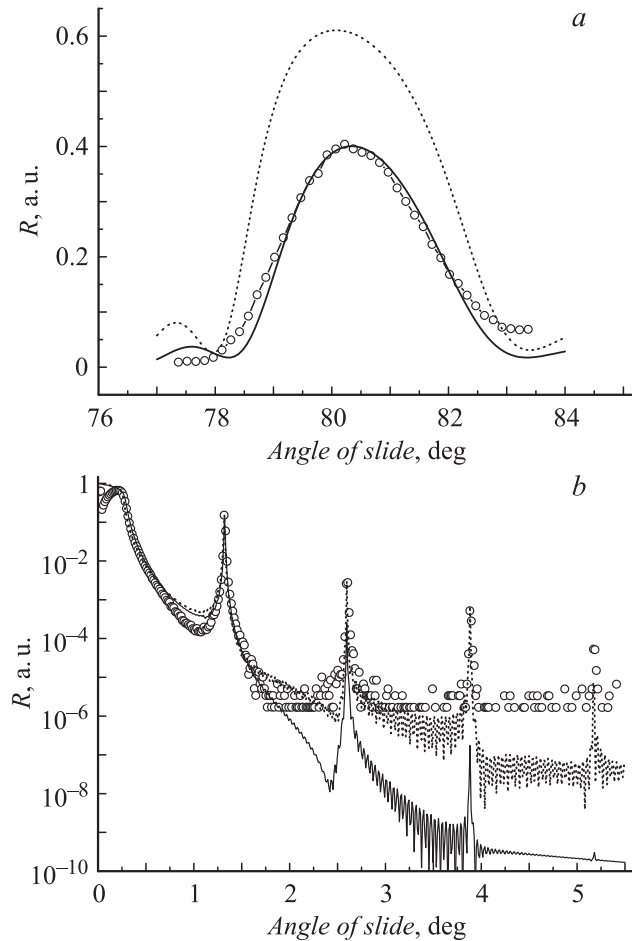 a
0.6
0.4
0.2
0
R, a. u.
76 78 80 82 84
Angle of slide, deg
b
1
10–2
10–4
10–6
10–8
10–10
R, a. u.
0 1 2 3 4 5
Angle of slide, deg